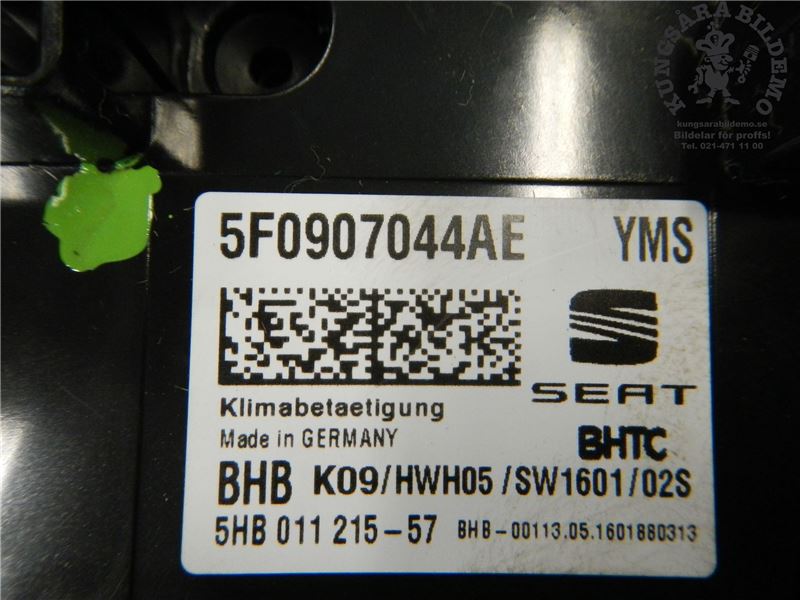 KUNGSÅRA BILDEMO
kungsarabildemo.se
Bildelar för proffs!
Tel. 021-471 11 00
5F0907044AE YMS
SEAT
Klimabetaetigung
Made in GERMANY
BHTC
BHB K09/HWH05/SW1601/02S
5HB 011 215-57 BHB-00113.05.1601880313